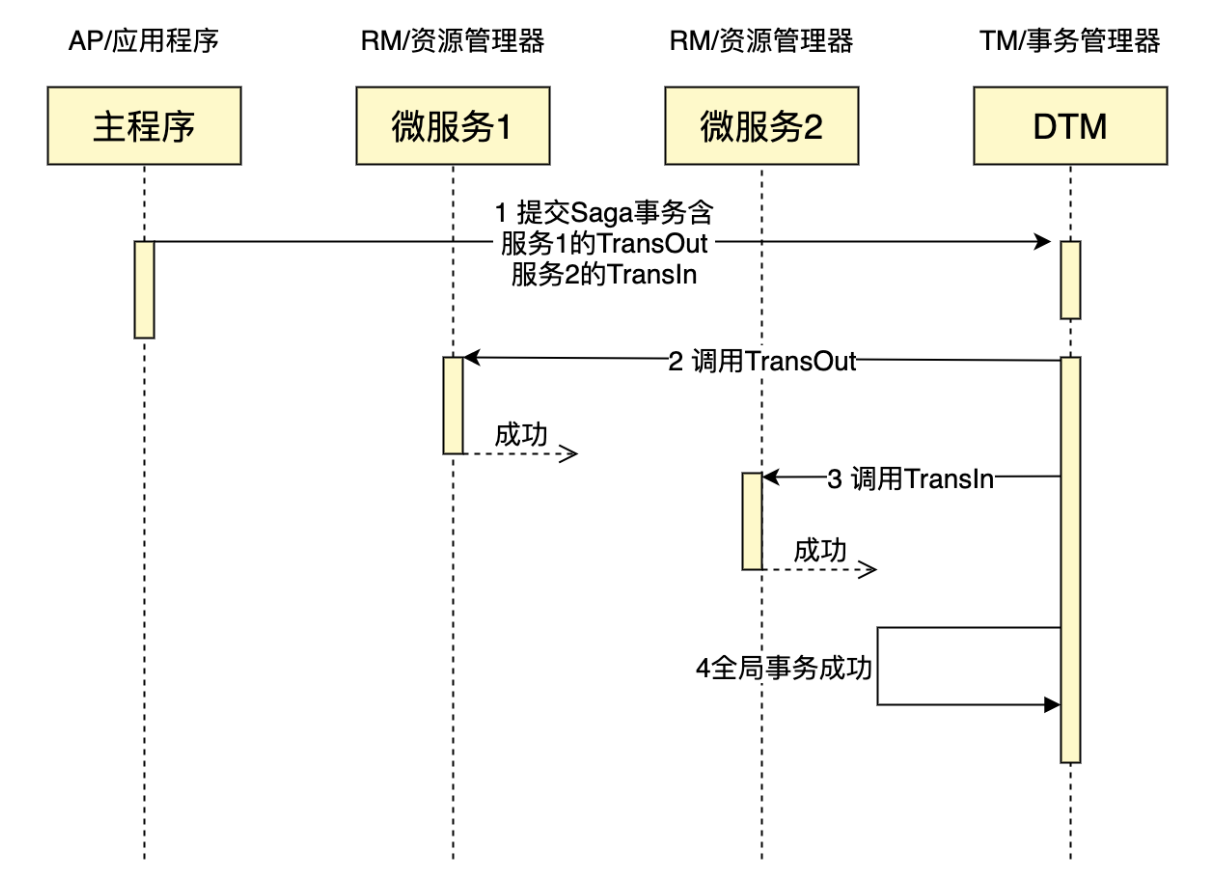 AP/应用程序
RM/资源管理器
RM/资源管理器
TM/事务管理器
主程序
微服务1
微服务2
DTM
1 提交Saga事务含
服务1的TransOut
服务2的TransIn
2 调用TransOut
成功
3 调用TransIn
成功
4全局事务成功